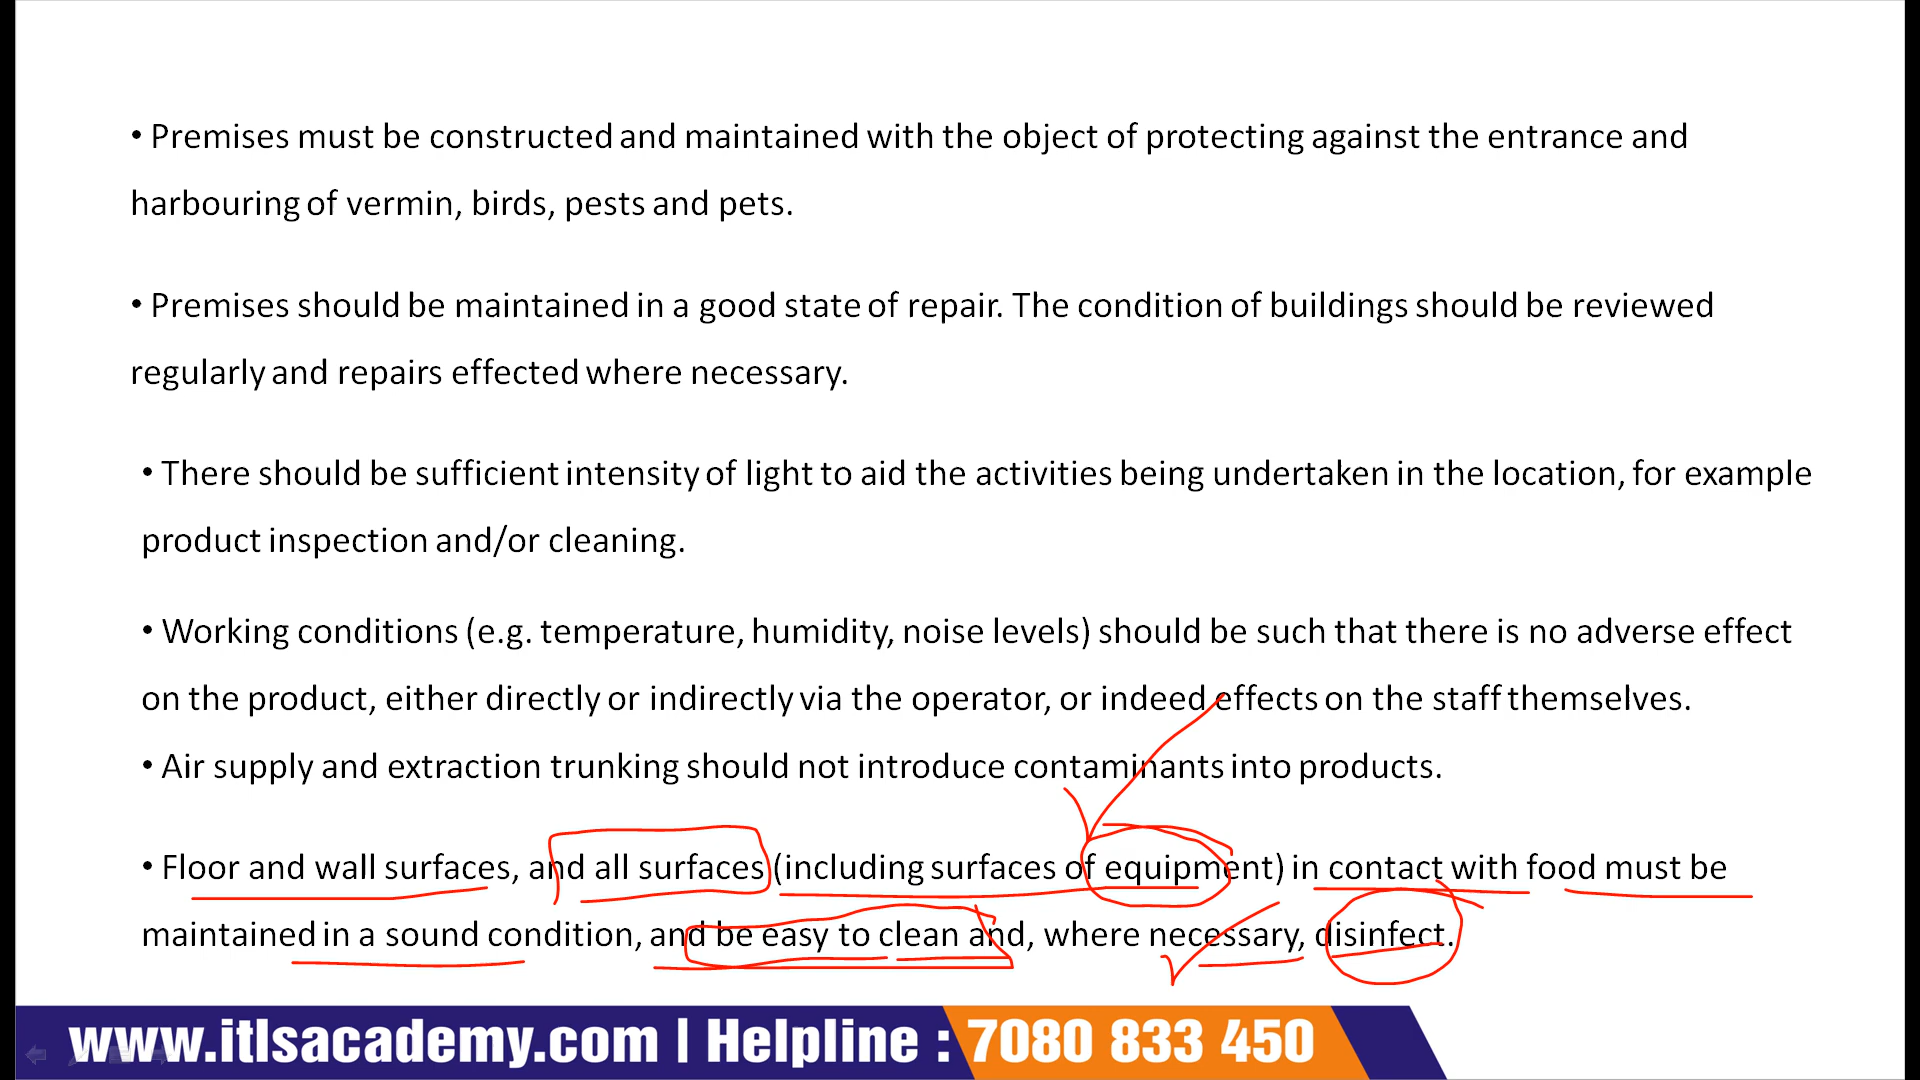 • Premises must be constructed and maintained with the object of protecting against the entrance and
harbouring of vermin, birds, pests and pets.
• Premises should be maintained in a good state of repair. The condition of buildings should be reviewed
regularly and repairs effected where necessary.
• There should be sufficient intensity of light to aid the activities being undertaken in the location, for example
product inspection and/or cleaning.
• Working conditions (e.g. temperature, humidity, noise levels) should be such that there is no adverse effect
on the product, either directly or indirectly via the operator, or indeed effects on the staff themselves.
• Air supply and extraction trunking should not introduce contaminants into products.
• Floor and wall surfaces, and all surfaces (including surfaces of equipment) in contact with food must be
maintained in a sound condition, and be easy to clean and, where necessary, disinfect.
www.itlsacademy.com | Helpline : 7080 833 450